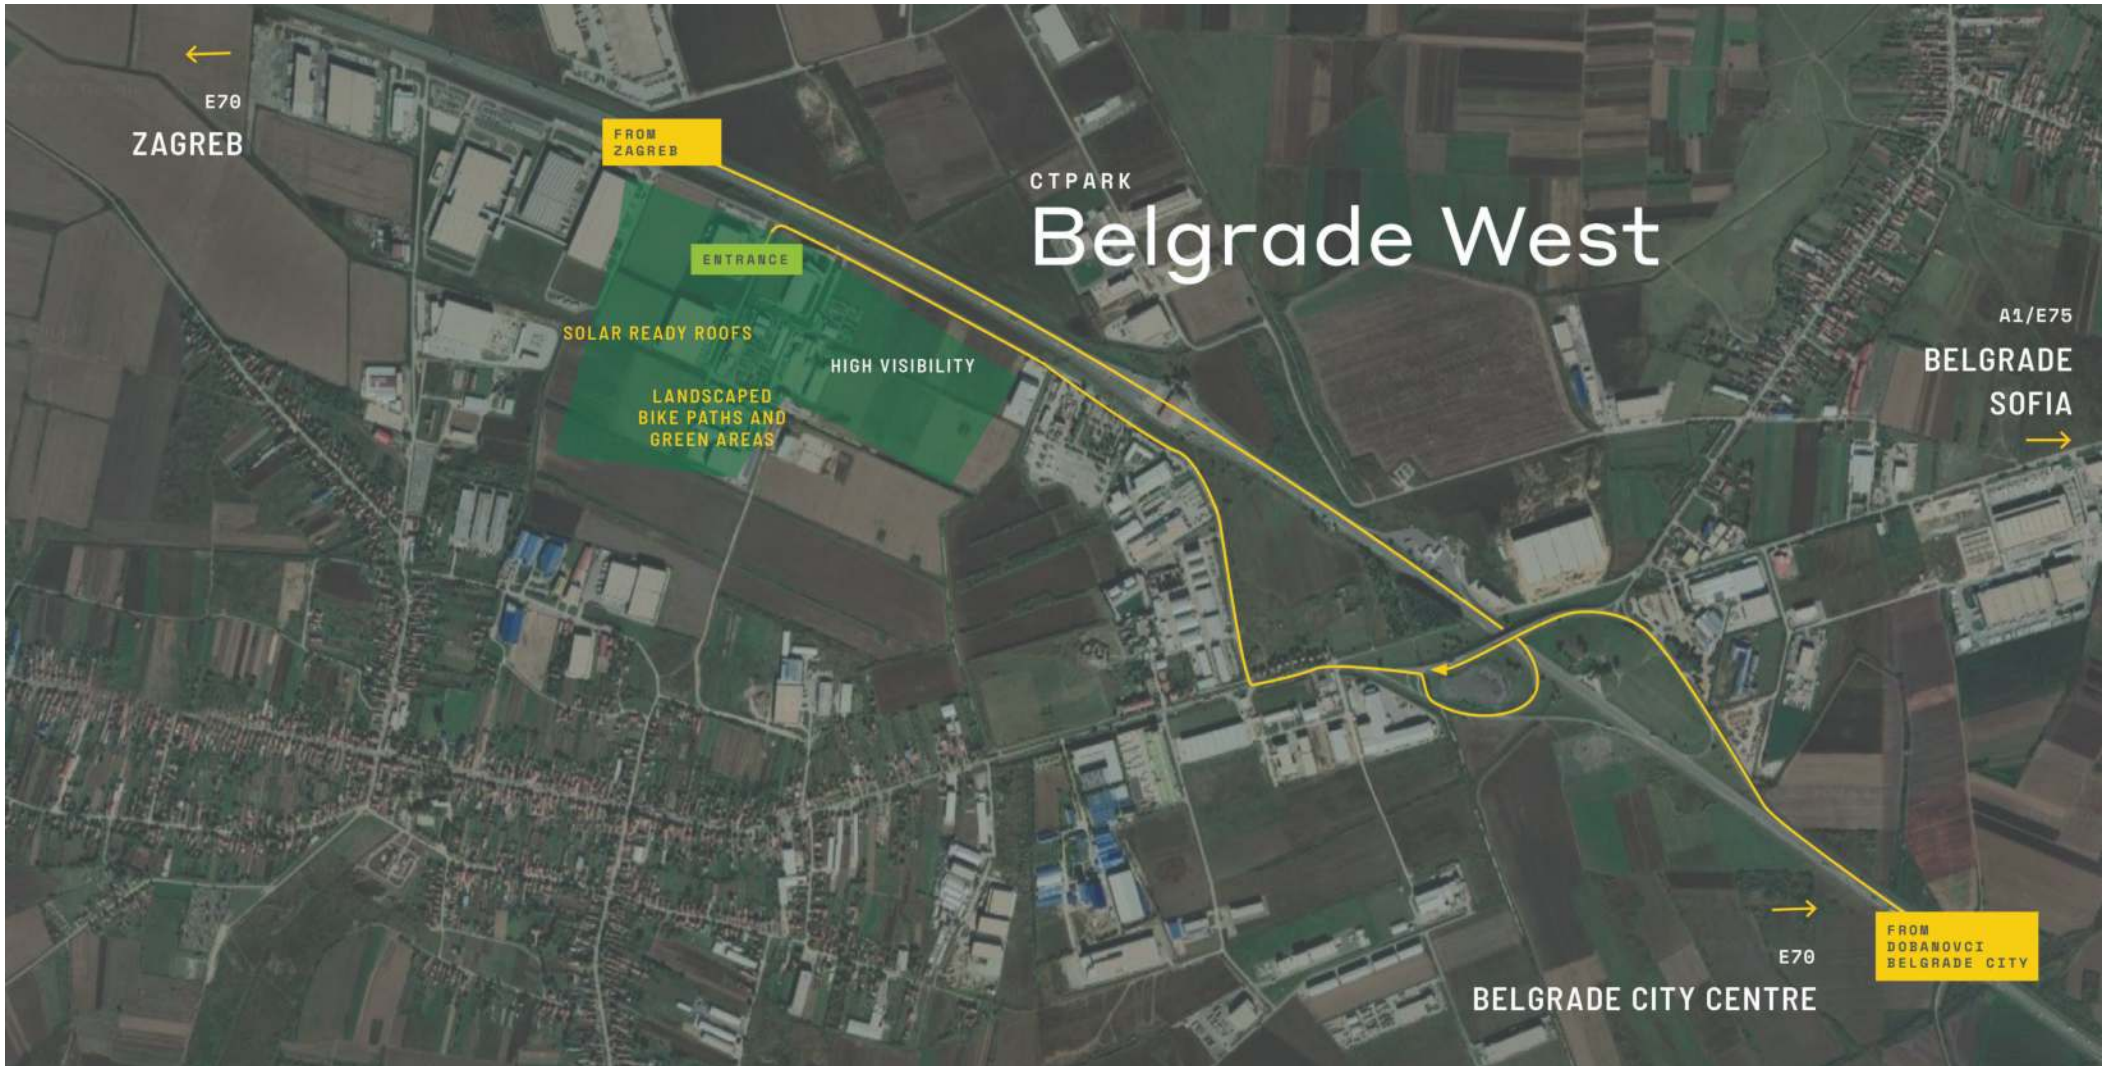 E70
ZAGREB
FROM
ZAGREB
CTPARK
Belgrade West
ENTRANCE
SOLAR READY ROOFS
HIGH VISIBILITY
LANDSCAPED
BIKE PATHS AND
GREEN AREAS
A1/E75
BELGRADE
SOFIA
FROM
DOBANOVCI
BELGRADE CITY
E70
BELGRADE CITY CENTRE